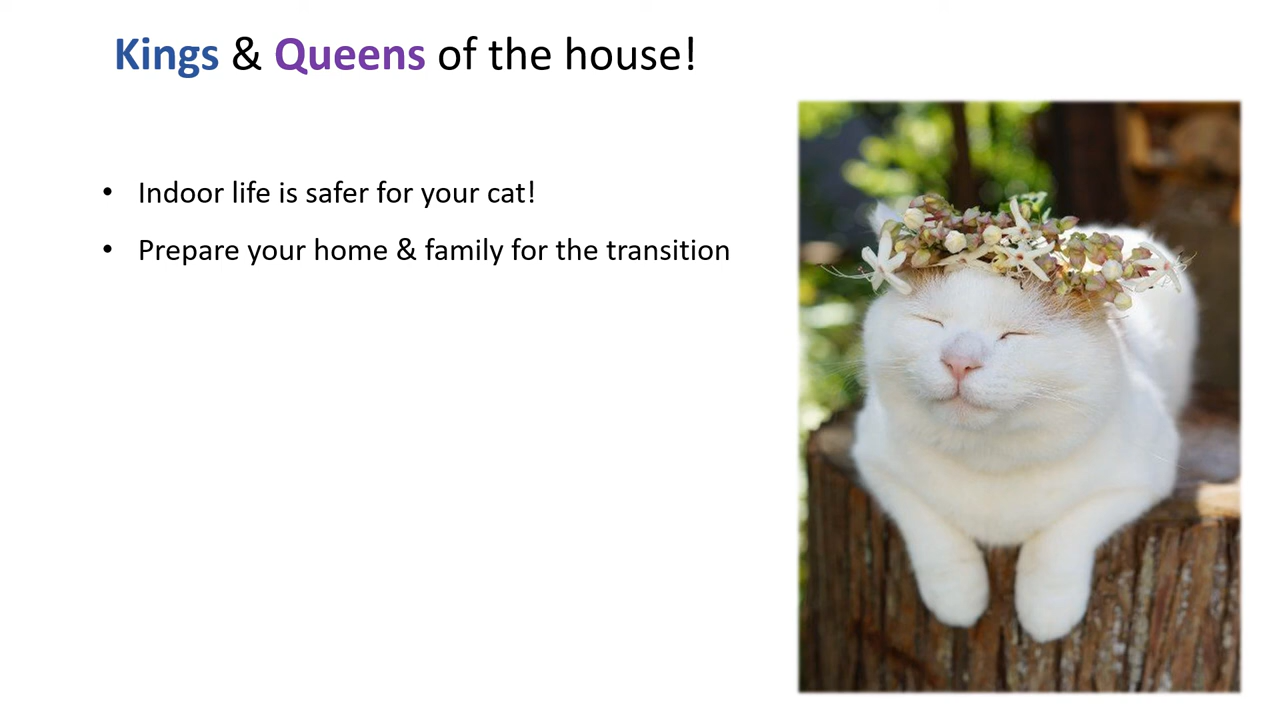 Kings & Queens of the house!
• Indoor life is safer for your cat!
• Prepare your home & family for the transition